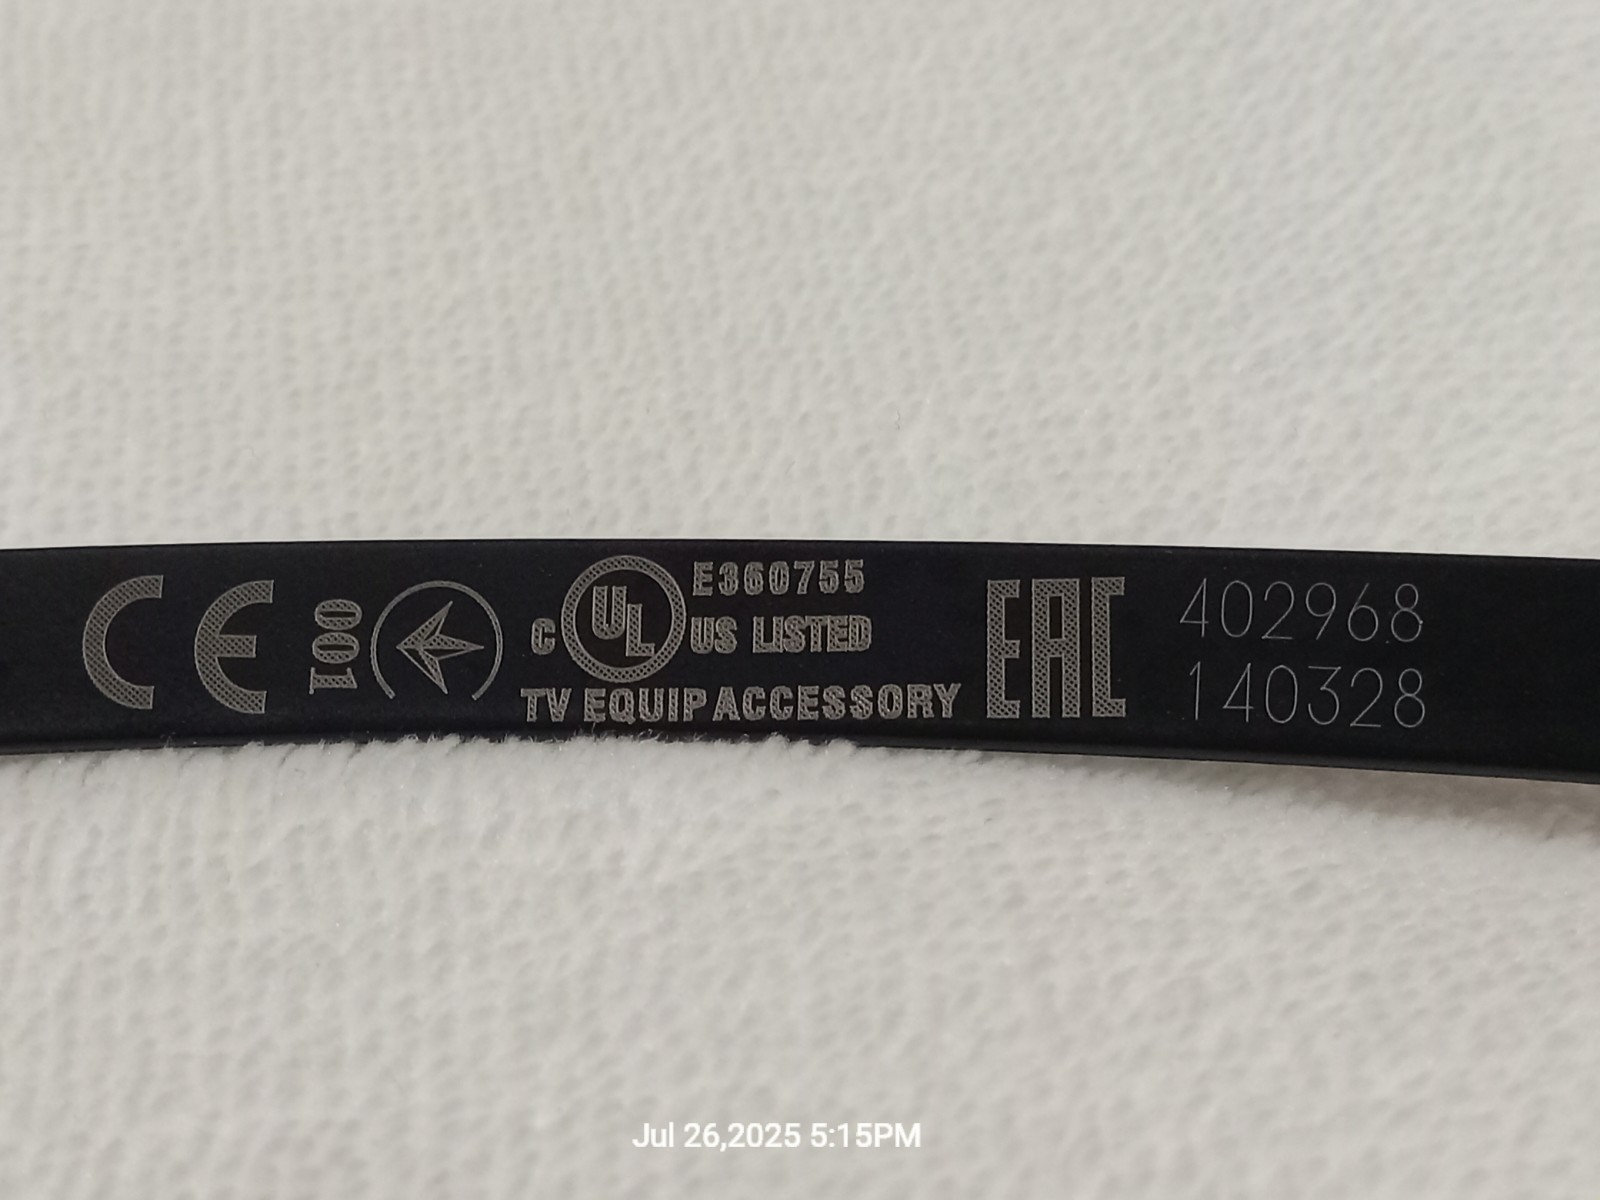 CE
001
C UL US LISTED
E360755
TV EQUIP ACCESSORY
EAC
402968
140328
Jul 26,2025 5:15PM